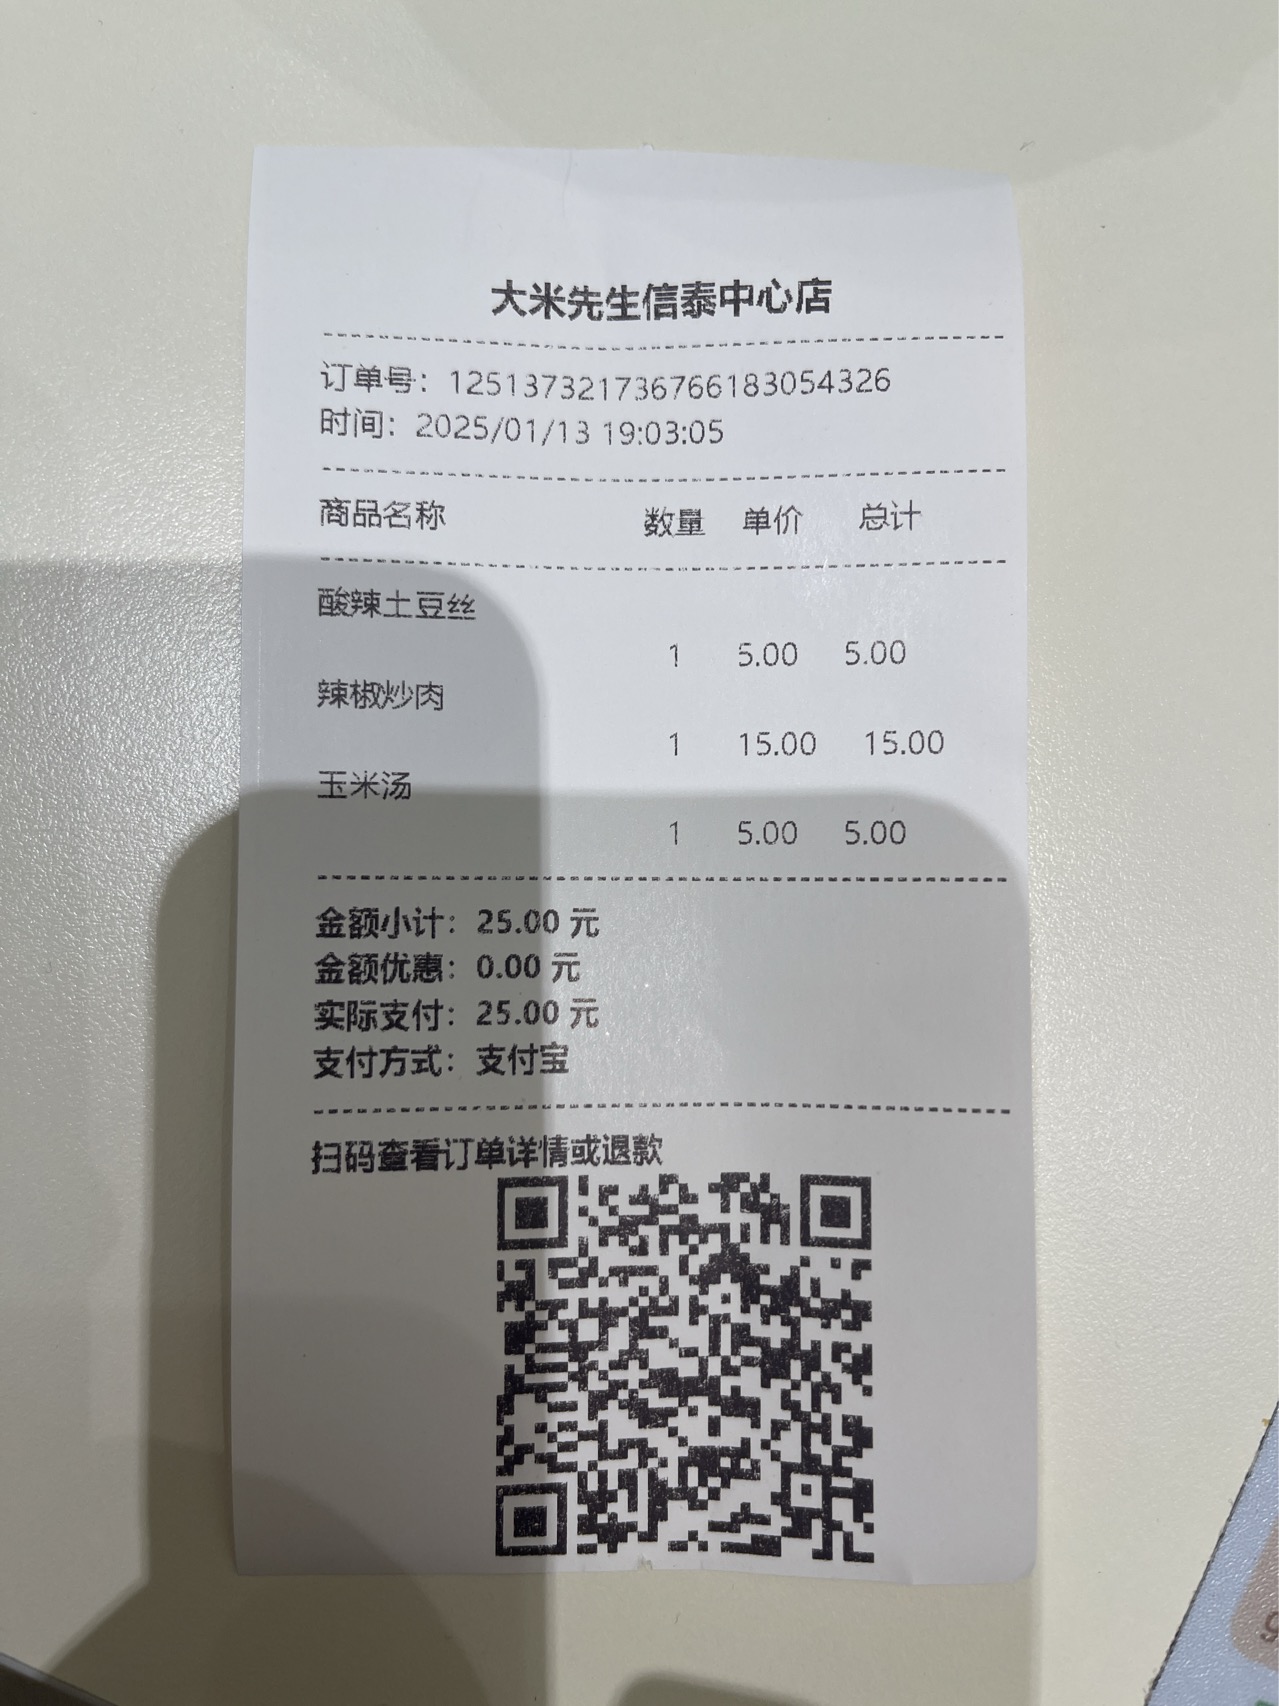 大米先生信泰中心店
订单号：125137321736766183054326
时间：2025/01/13 19:03:05
商品名称 数量 单价 总计
酸辣土豆丝
1 5.00 5.00
辣椒炒肉
1 15.00 15.00
玉米汤
1 5.00 5.00
金额小计：25.00 元
金额优惠：0.00 元
实际支付：25.00 元
支付方式：支付宝
扫码查看订单详情或退款